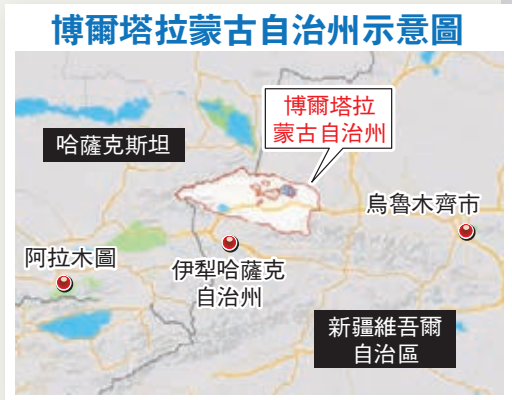 博爾塔拉蒙古自治州示意圖
博爾塔拉
蒙古自治州
哈薩克斯坦
烏魯木齊市
阿拉木圖
伊犁哈薩克
自治州
新疆維吾爾
自治區